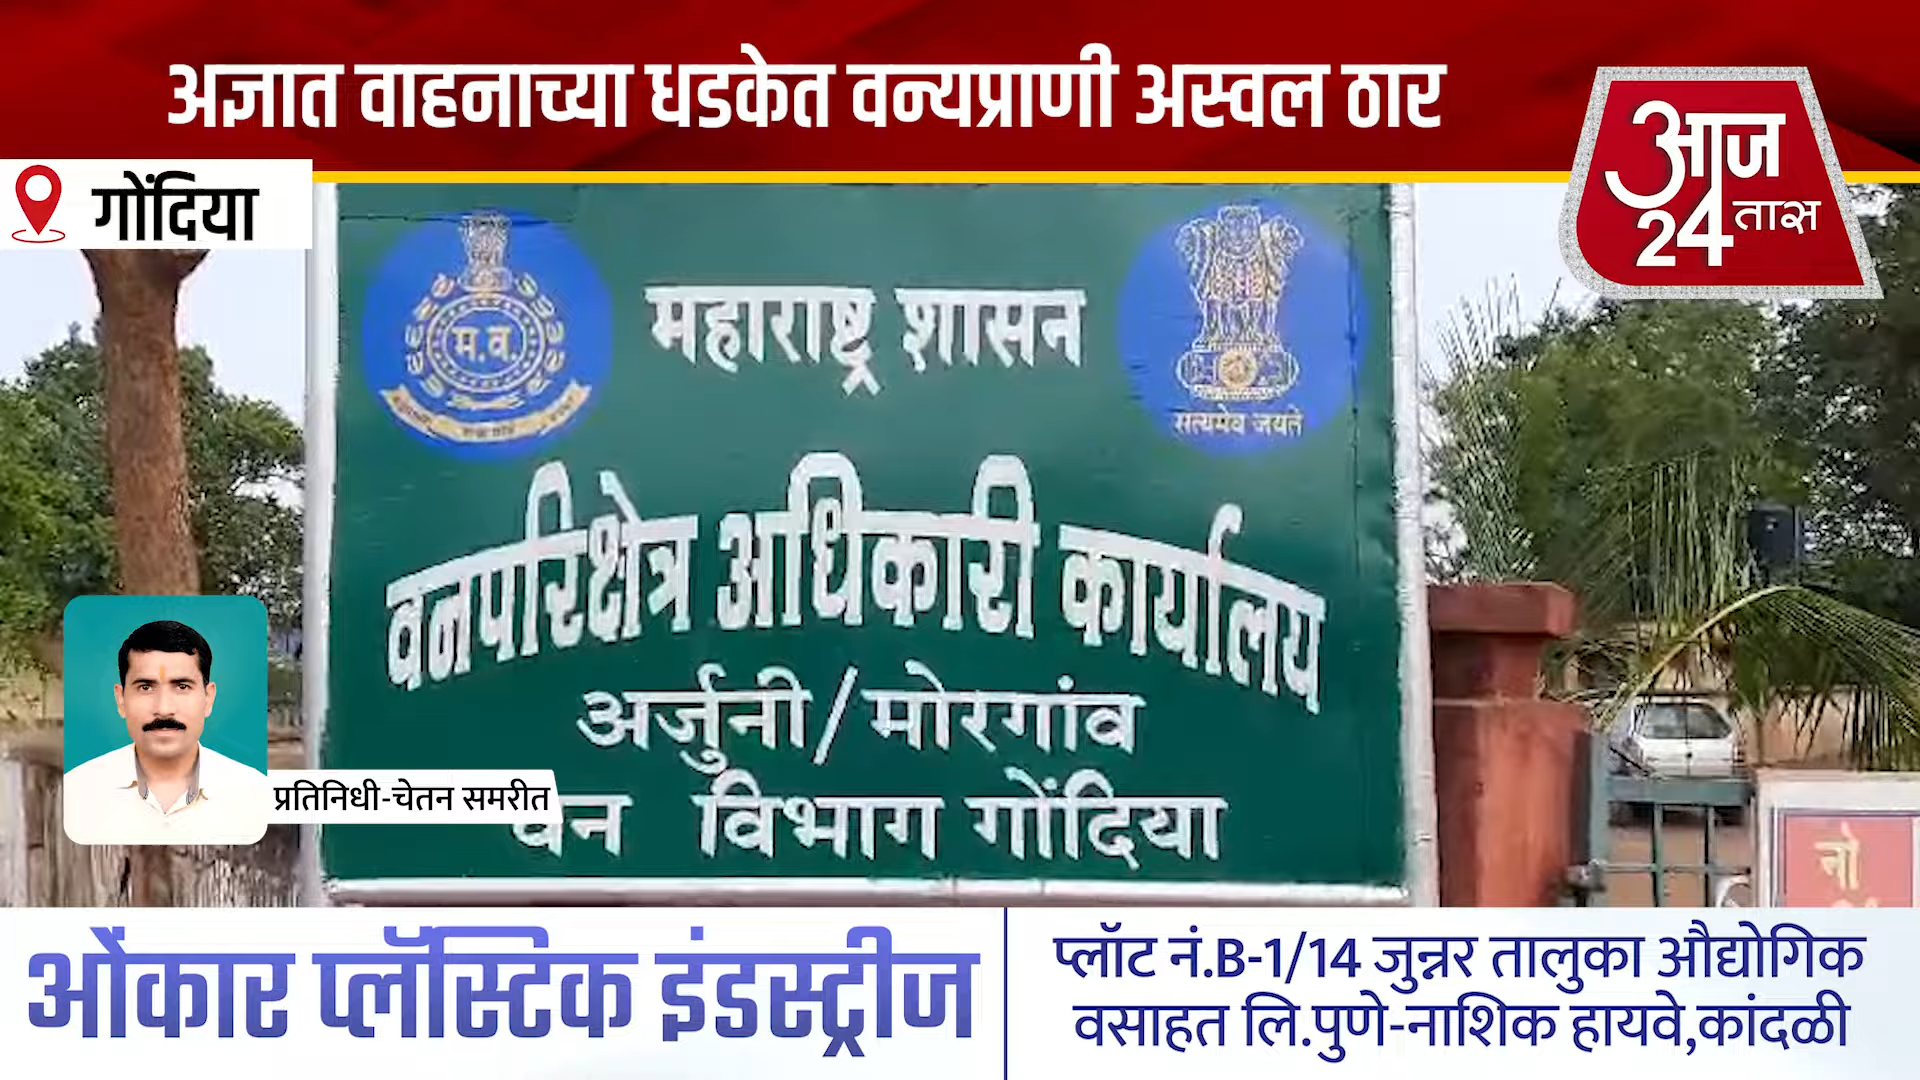 अज्ञात वाहनाच्या धडकेत वन्यप्राणी अस्वल ठार
आज
24 तास
गोंदिया
म.व.
महाराष्ट्र शासन
सत्यमेव जयते
वनपरिक्षेत्र अधिकारी कार्यालय
अर्जुनी/मोरगांव
वन विभाग गोंदिया
प्रतिनिधी-चेतन समरीत
नो
ओंकार प्लॅस्टिक इंडस्ट्रीज
प्लॉट नं.B-1/14 जुन्नर तालुका औद्योगिक
वसाहत लि.पुणे-नाशिक हायवे,कांदळी